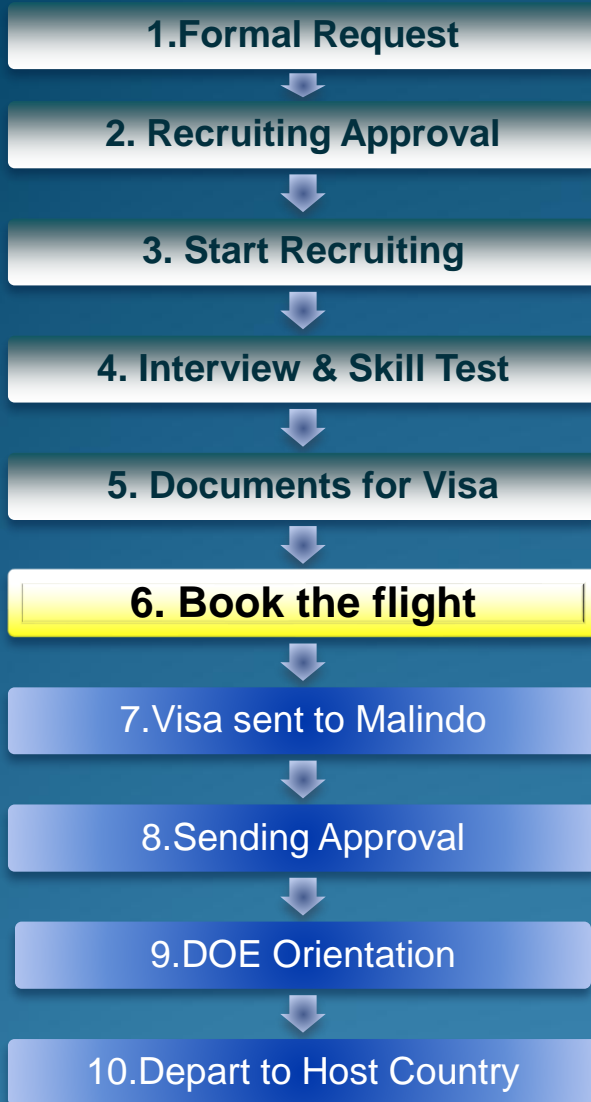 1.Formal Request
2. Recruiting Approval
3. Start Recruiting
4. Interview & Skill Test
5. Documents for Visa
6. Book the flight
7.Visa sent to Malindo
8.Sending Approval
9.DOE Orientation
10.Depart to Host Country